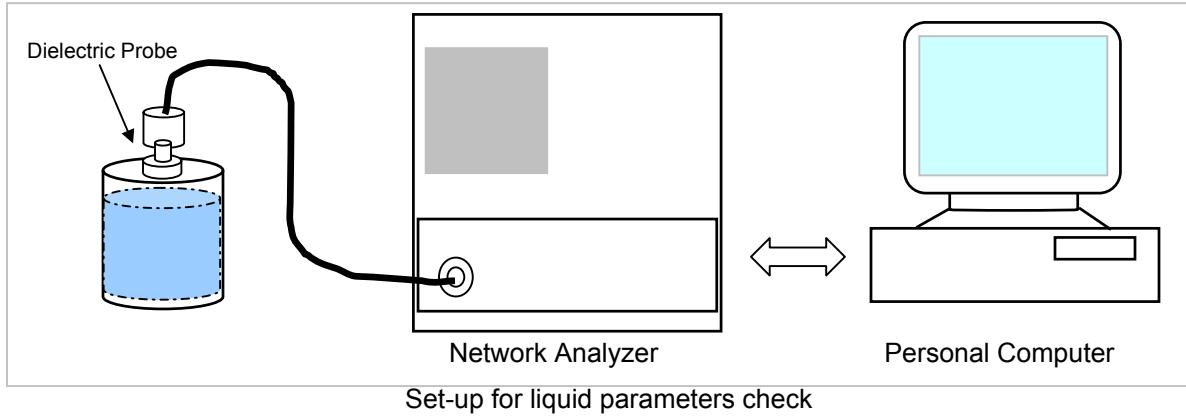 Dielectric Probe
Network Analyzer
Personal Computer
Set-up for liquid parameters check